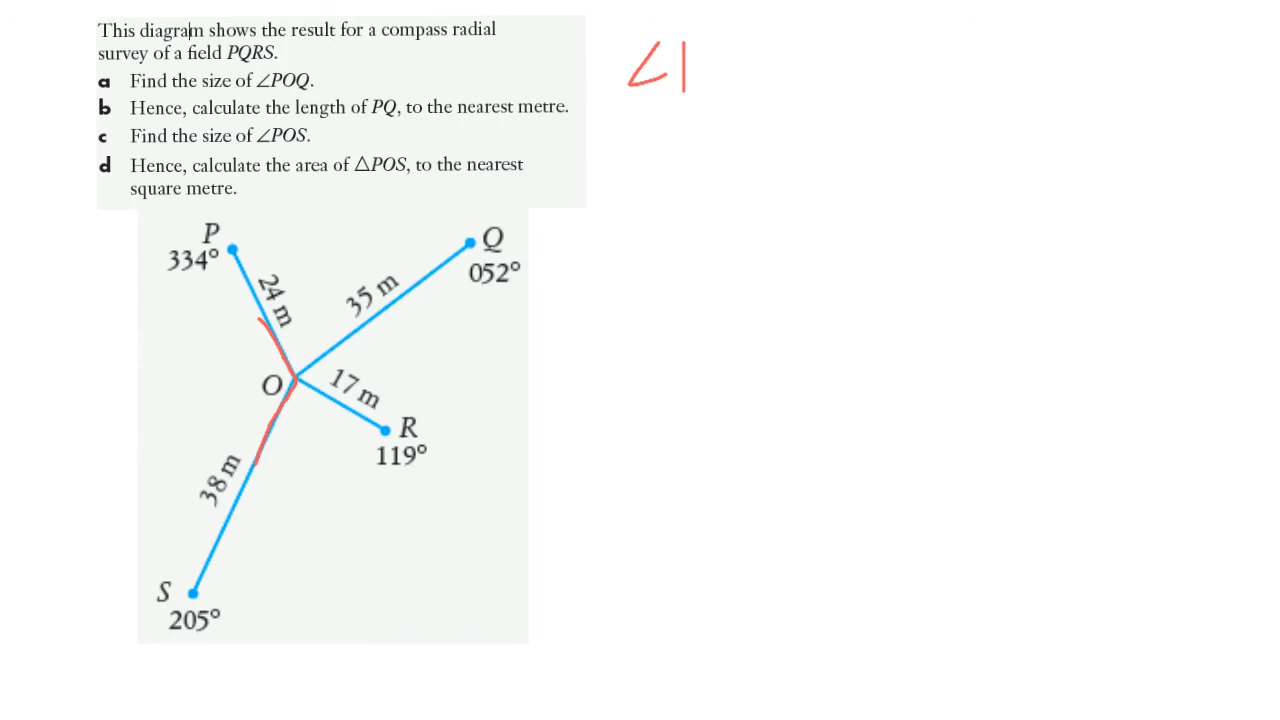 This diagram shows the result for a compass radial
survey of a field PQRS.
a Find the size of ∠POQ.
b Hence, calculate the length of PQ, to the nearest metre.
c Find the size of ∠POS.
d Hence, calculate the area of △POS, to the nearest
square metre.
∠|
P
334°
Q
052°
24 m
35 m
O
17 m
R
119°
38 m
S
205°